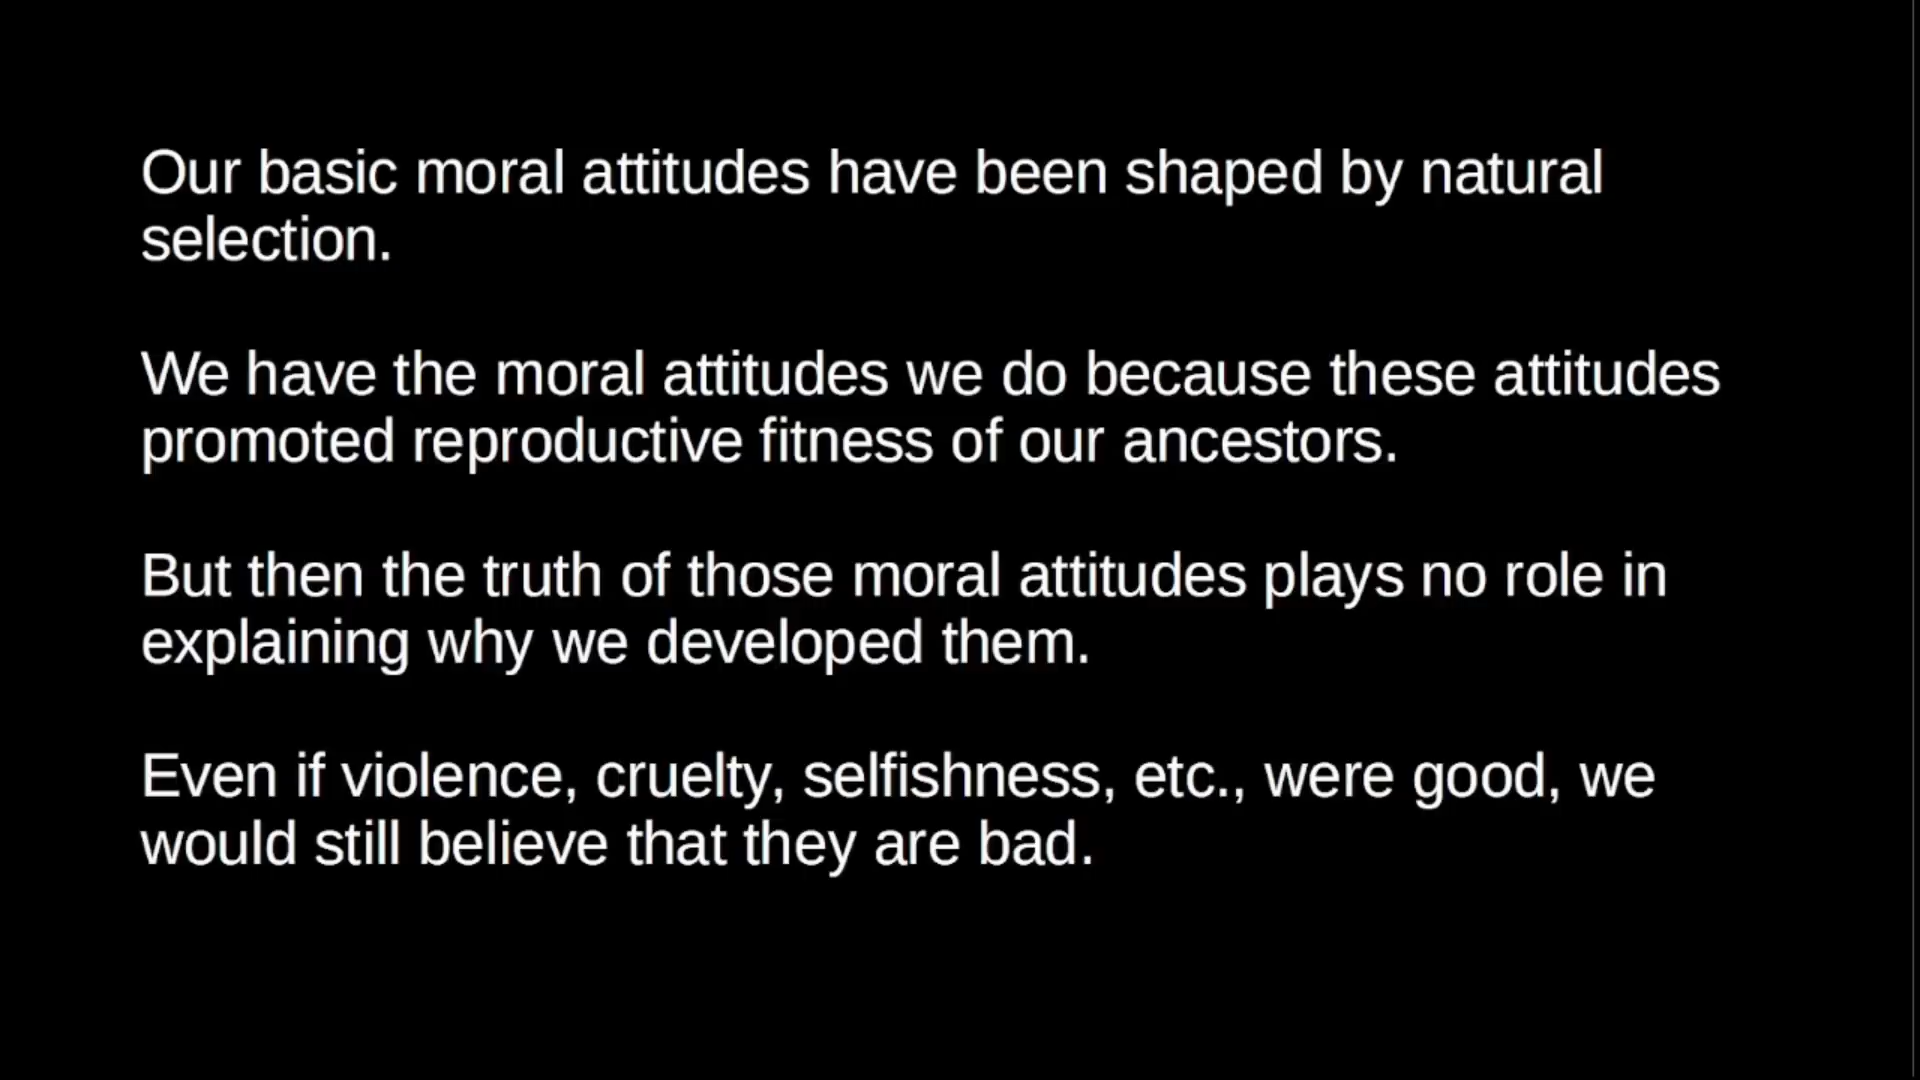 Our basic moral attitudes have been shaped by natural
selection.
We have the moral attitudes we do because these attitudes
promoted reproductive fitness of our ancestors.
But then the truth of those moral attitudes plays no role in
explaining why we developed them.
Even if violence, cruelty, selfishness, etc., were good, we
would still believe that they are bad.